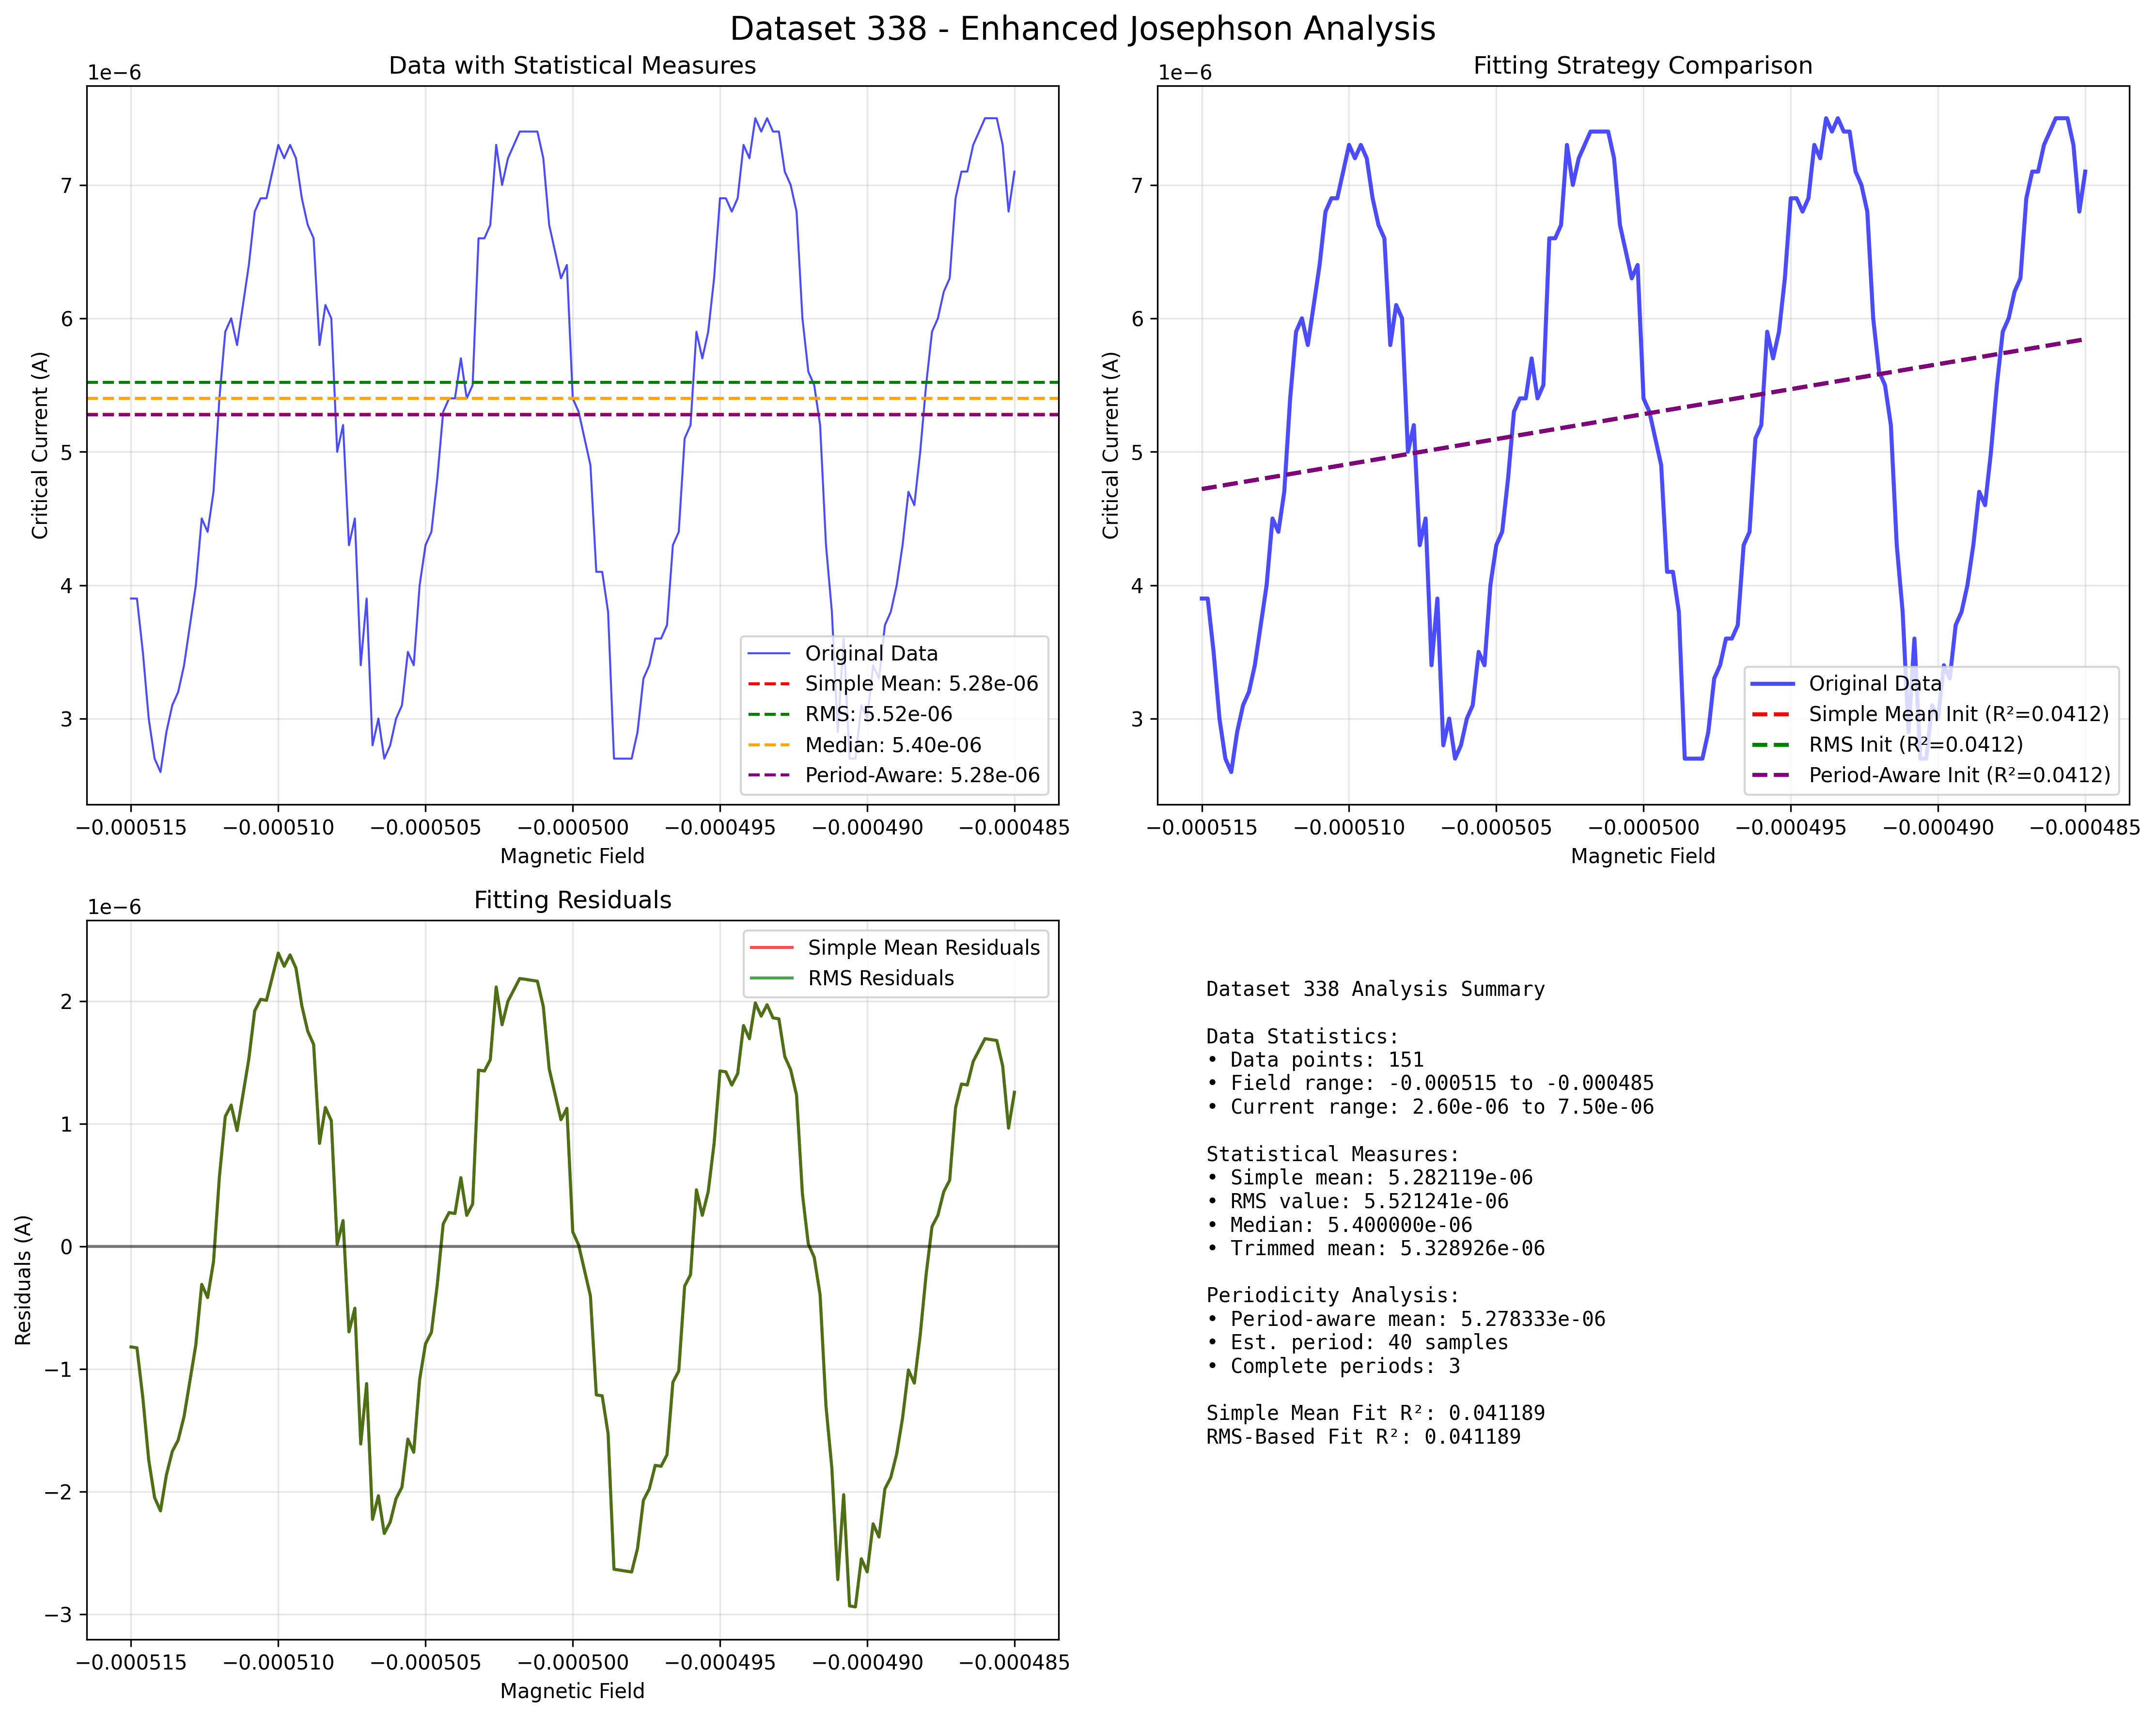 Dataset 338 - Enhanced Josephson Analysis
Data with Statistical Measures
1e−6
7
6
5
4
3
Critical Current (A)
−0.000515 −0.000510 −0.000505 −0.000500 −0.000495 −0.000490 −0.000485
Magnetic Field
Original Data
Simple Mean: 5.28e-06
RMS: 5.52e-06
Median: 5.40e-06
Period-Aware: 5.28e-06
Fitting Strategy Comparison
1e−6
7
6
5
4
3
Critical Current (A)
−0.000515 −0.000510 −0.000505 −0.000500 −0.000495 −0.000490 −0.000485
Magnetic Field
Original Data
Simple Mean Init (R²=0.0412)
RMS Init (R²=0.0412)
Period-Aware Init (R²=0.0412)
Fitting Residuals
1e−6
2
1
0
−1
−2
−3
Residuals (A)
−0.000515 −0.000510 −0.000505 −0.000500 −0.000495 −0.000490 −0.000485
Magnetic Field
Simple Mean Residuals
RMS Residuals
Dataset 338 Analysis Summary
Data Statistics:
• Data points: 151
• Field range: -0.000515 to -0.000485
• Current range: 2.60e-06 to 7.50e-06
Statistical Measures:
• Simple mean: 5.282119e-06
• RMS value: 5.521241e-06
• Median: 5.400000e-06
• Trimmed mean: 5.328926e-06
Periodicity Analysis:
• Period-aware mean: 5.278333e-06
• Est. period: 40 samples
• Complete periods: 3
Simple Mean Fit R²: 0.041189
RMS-Based Fit R²: 0.041189